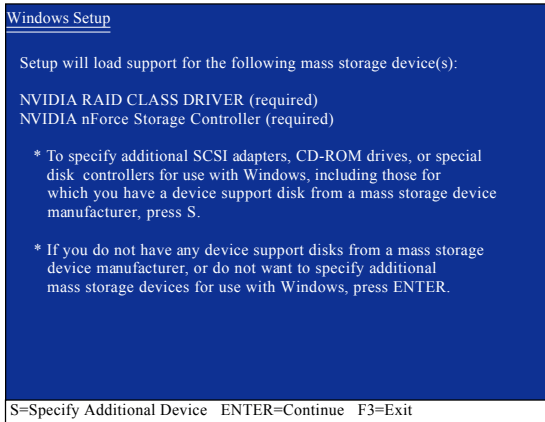 Windows Setup
Setup will load support for the following mass storage device(s):
NVIDIA RAID CLASS DRIVER (required)
NVIDIA nForce Storage Controller (required)
* To specify additional SCSI adapters, CD-ROM drives, or special
disk controllers for use with Windows, including those for
which you have a device support disk from a mass storage device
manufacturer, press S.
* If you do not have any device support disks from a mass storage
device manufacturer, or do not want to specify additional
mass storage devices for use with Windows, press ENTER.
S=Specify Additional Device ENTER=Continue F3=Exit